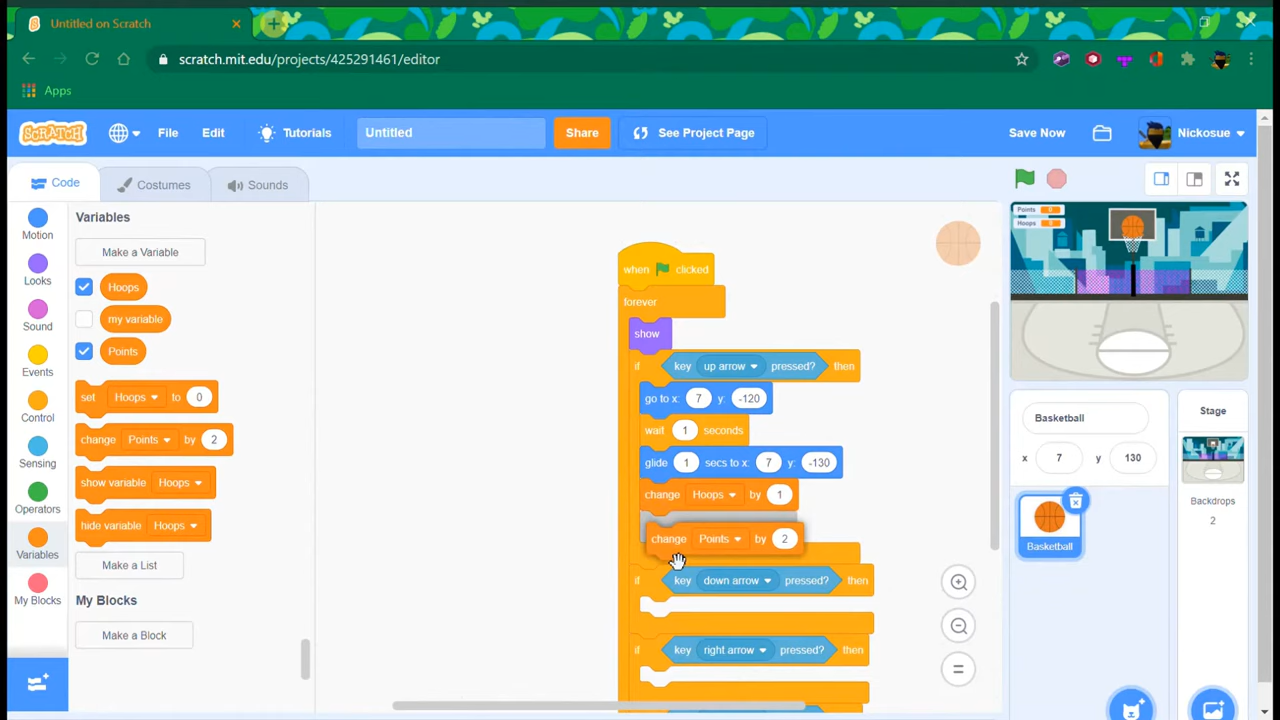 Untitled on Scratch
scratch.mit.edu/projects/425291461/editor
Apps
SCRATCH File Edit Tutorials Untitled Share See Project Page Save Now Nickosue
Code Costumes Sounds
Motion
Looks
Sound
Events
Control
Sensing
Operators
Variables
My Blocks
Variables
Make a Variable
Hoops
my variable
Points
set Hoops to 0
change Points by 2
show variable Hoops
hide variable Hoops
Make a List
My Blocks
Make a Block
when clicked
forever
show
if key up arrow pressed? then
go to x: 7 y: -120
wait 1 seconds
glide 1 secs to x: 7 y: -130
change Hoops by 1
change Points by 2
if key down arrow pressed? then
if key right arrow pressed? then
Points 0
Hoops 0
Basketball
x 7 y 130
Basketball
Stage
Backdrops
2